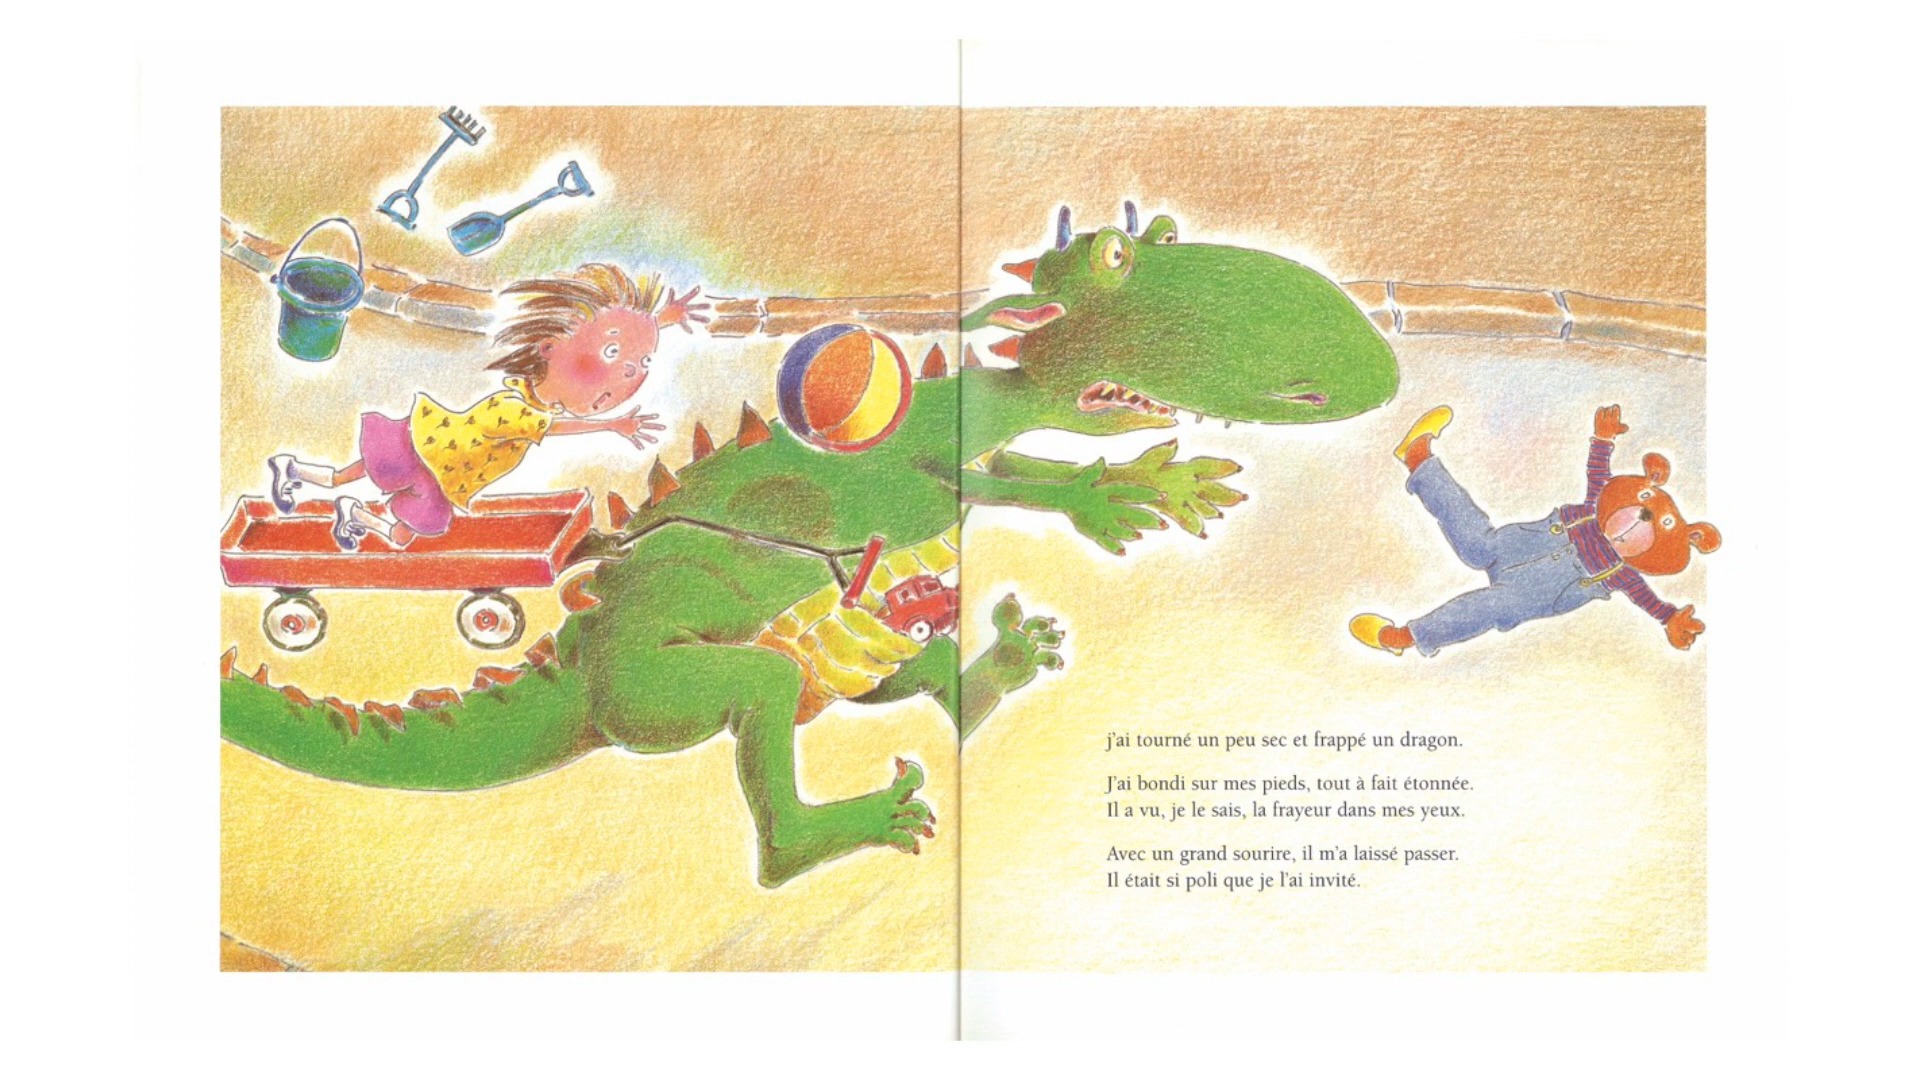 j'ai tourné un peu sec et frappé un dragon.
J'ai bondi sur mes pieds, tout à fait étonnée.
Il a vu, je le sais, la frayeur dans mes yeux.
Avec un grand sourire, il m'a laissé passer.
Il était si poli que je l'ai invité.